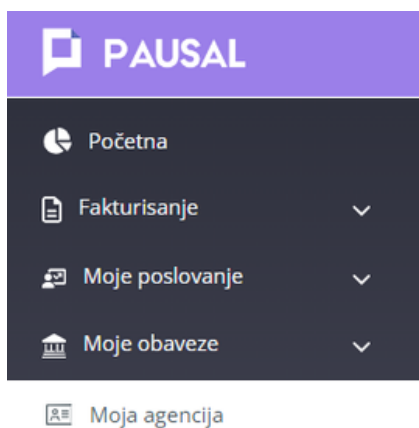 PAUSAL
Početna
Fakturisanje
Moje poslovanje
Moje obaveze
Moja agencija